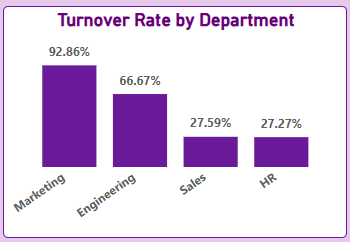 Turnover Rate by Department
92.86%
66.67%
27.59%
27.27%
Marketing
Engineering
Sales
HR